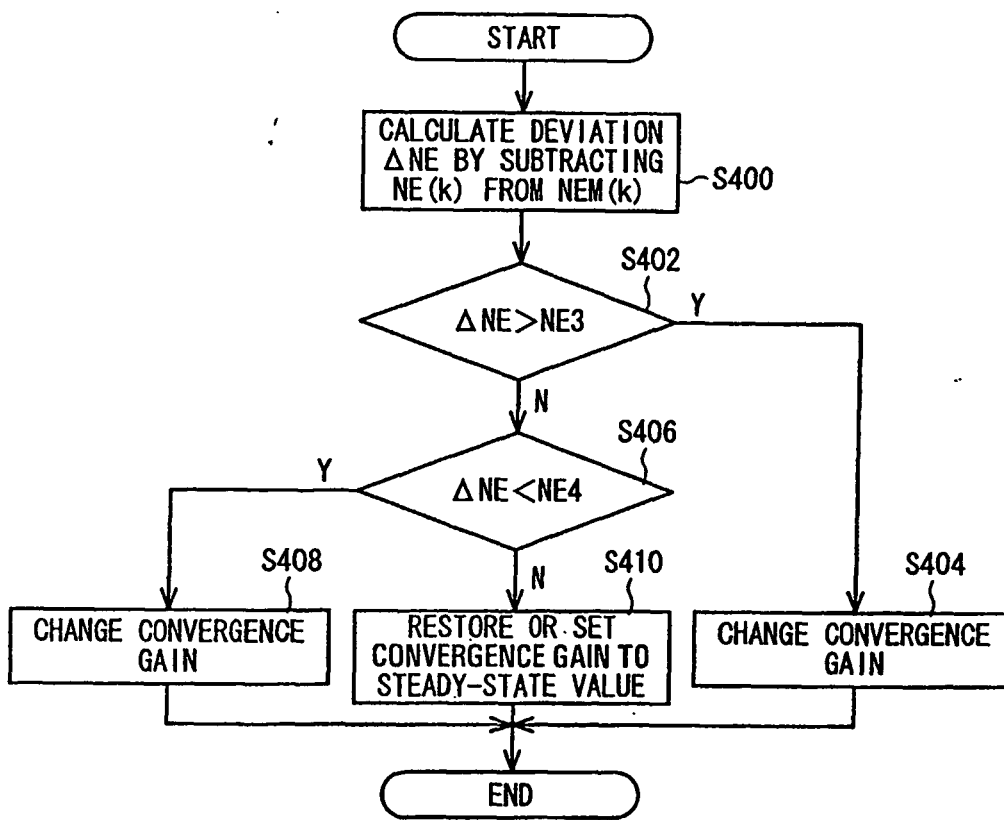 START
CALCULATE DEVIATION
ΔNE BY SUBTRACTING
NE(k) FROM NEM(k)
S400
S402
ΔNE>NE3
Y
N
S406
ΔNE<NE4
Y
N
S408
CHANGE CONVERGENCE
GAIN
S410
RESTORE OR SET
CONVERGENCE GAIN TO
STEADY-STATE VALUE
S404
CHANGE CONVERGENCE
GAIN
END